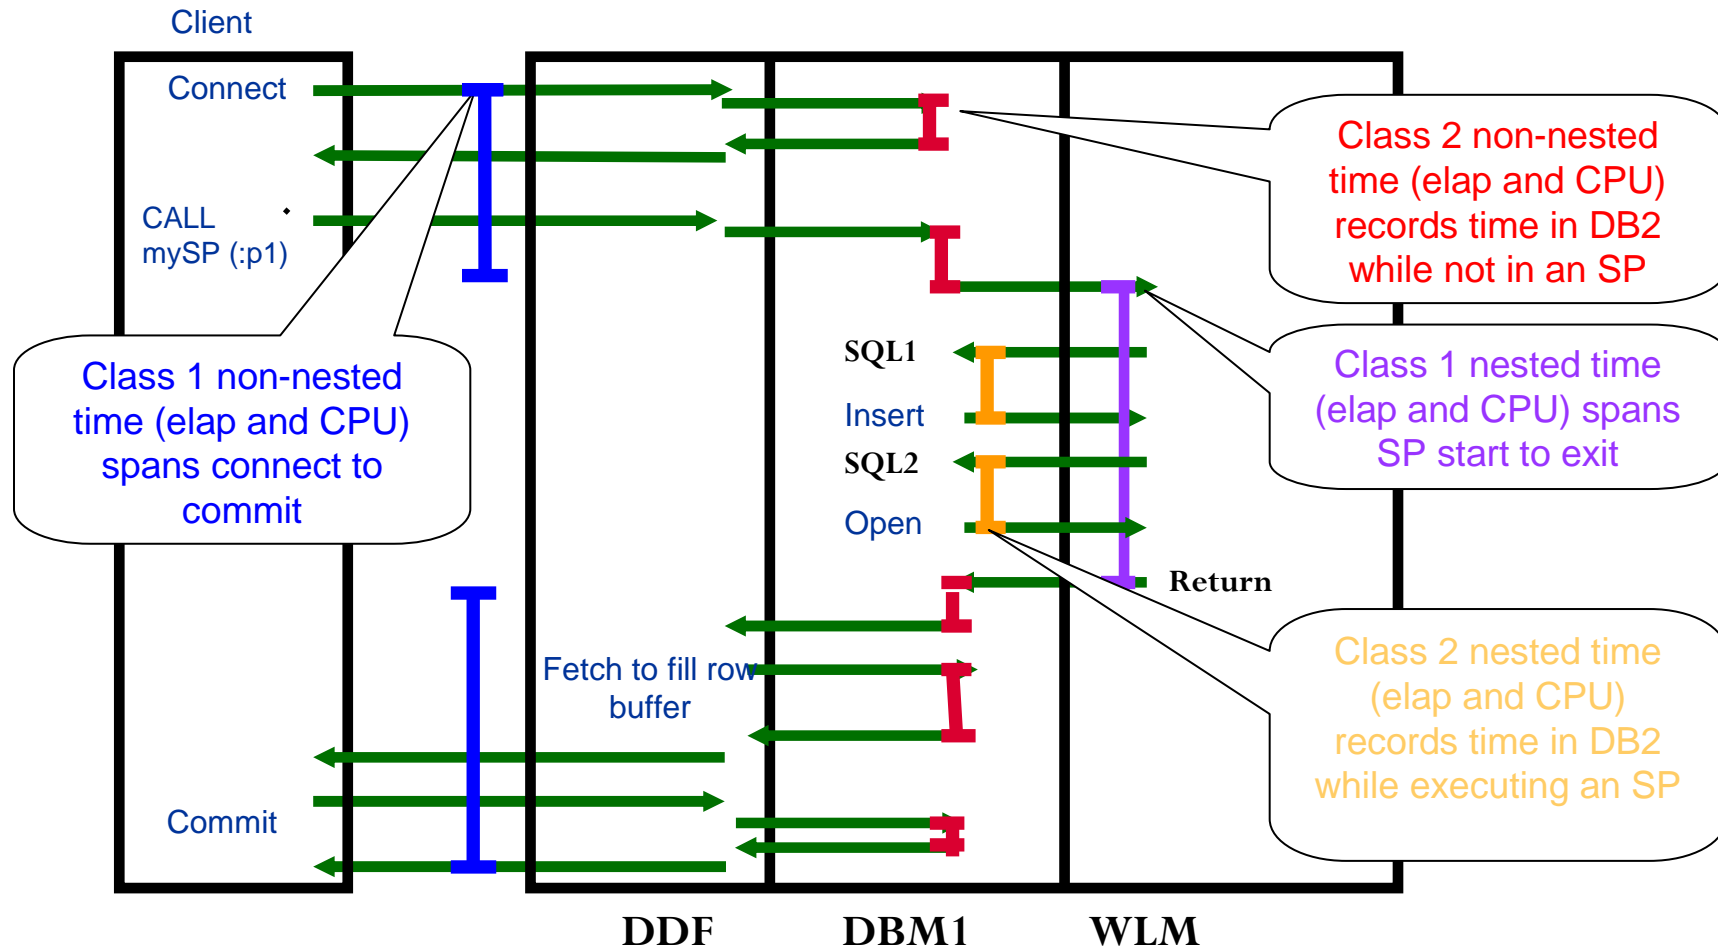 Client
Connect
CALL
mySP (:p1)
Class 1 non-nested
time (elap and CPU)
spans connect to
commit
Class 2 non-nested
time (elap and CPU)
records time in DB2
while not in an SP
SQL1
Insert
SQL2
Open
Class 1 nested time
(elap and CPU) spans
SP start to exit
Return
Fetch to fill row
buffer
Class 2 nested time
(elap and CPU)
records time in DB2
while executing an SP
Commit
DDF
DBM1
WLM